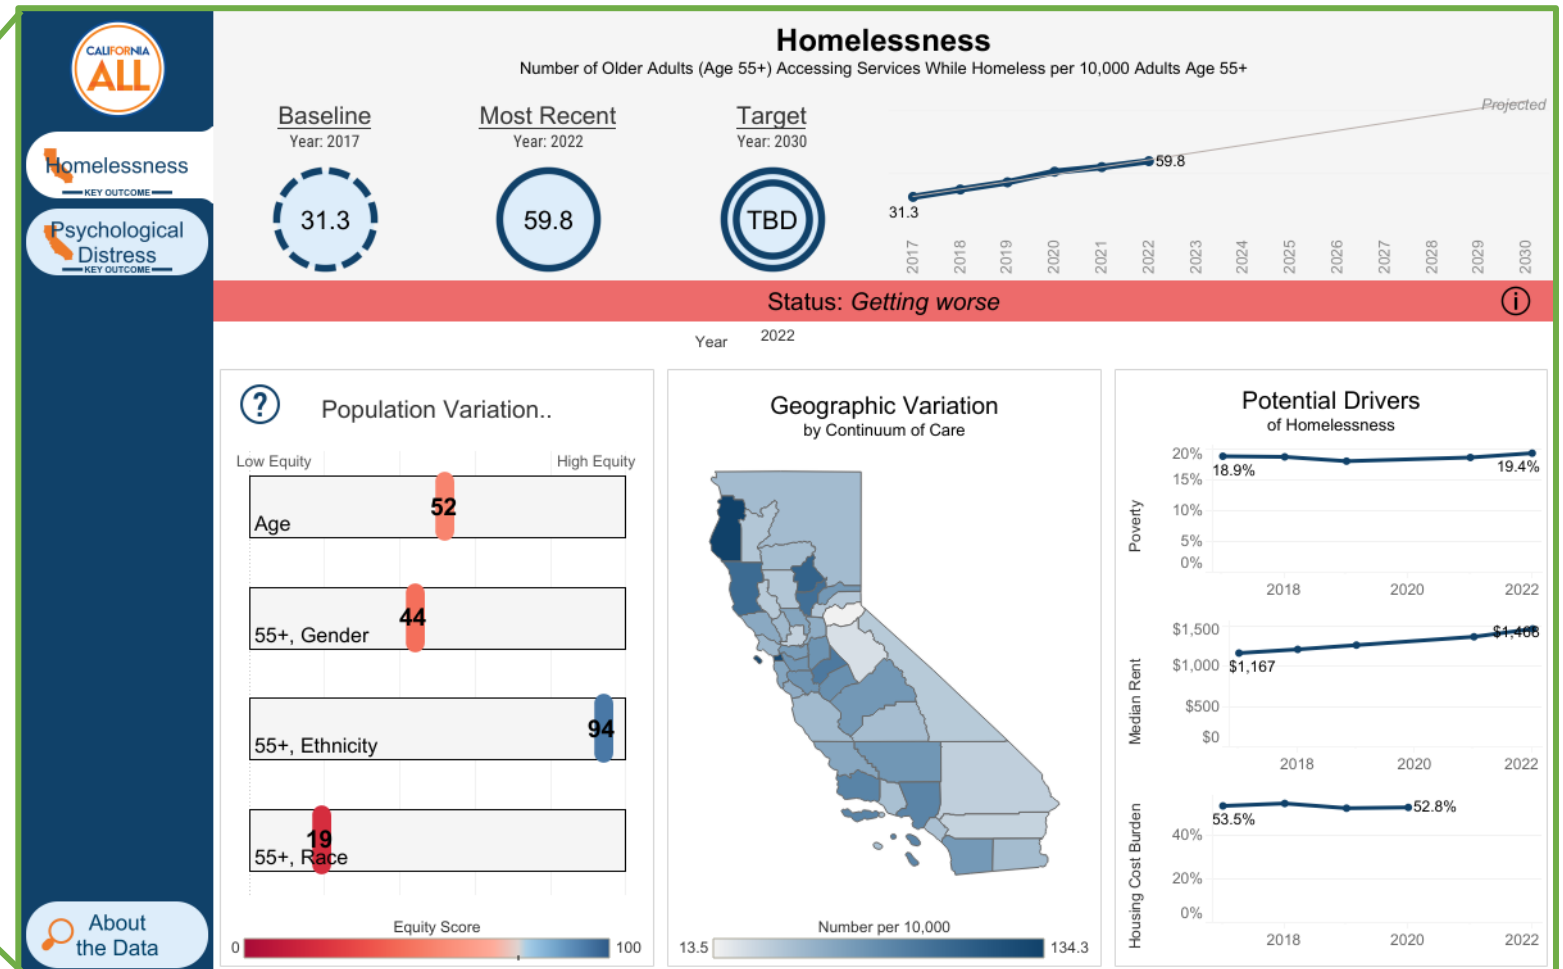 CALIFORNIA
ALL
Homelessness
KEY OUTCOME
Psychological
Distress
KEY OUTCOME
About
the Data
Homelessness
Number of Older Adults (Age 55+) Accessing Services While Homeless per 10,000 Adults Age 55+
Baseline
Year: 2017
31.3
Most Recent
Year: 2022
59.8
Target
Year: 2030
TBD
Projected
59.8
31.3
2017
2018
2019
2020
2021
2022
2023
2024
2025
2026
2027
2028
2029
2030
Status: Getting worse
i
Year
2022
?
Population Variation..
Low Equity
High Equity
52
Age
44
55+, Gender
94
55+, Ethnicity
19
55+, Race
Equity Score
0
100
Geographic Variation
by Continuum of Care
Number per 10,000
13.5
134.3
Potential Drivers
of Homelessness
Poverty
20%
15%
10%
5%
0%
18.9%
19.4%
2018
2020
2022
Median Rent
$1,500
$1,000
$500
$0
$1,167
$1,468
2018
2020
2022
Housing Cost Burden
40%
20%
0%
53.5%
52.8%
2018
2020
2022